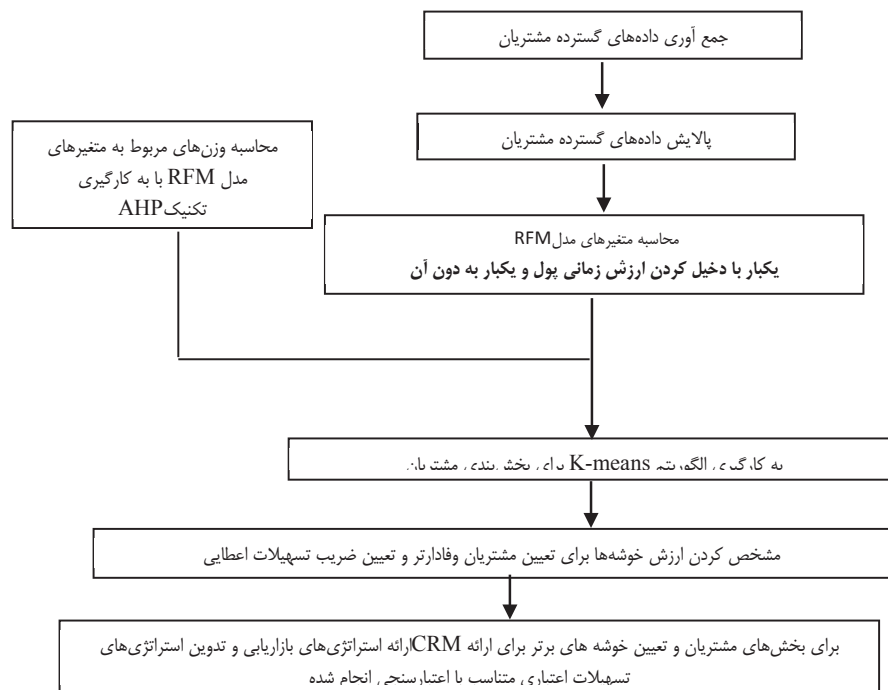 جمع آوری داده‌های گسترده مشتریان
پالایش داده‌های گسترده مشتریان
محاسبه وزن‌های مربوط به متغیرهای
مدل RFM با به کارگیری
تکنیکAHP
محاسبه متغیرهای مدلRFM
یکبار با دخیل کردن ارزش زمانی پول و یکبار به دون آن
به کارگیری الگوریتم K-means برای بخش‌بندی مشتریان
مشخص کردن ارزش خوشه‌ها برای تعیین مشتریان وفادارتر و تعیین ضریب تسهیلات اعطایی
برای بخش‌های مشتریان و تعیین خوشه های برتر برای ارائه CRMارائه استراتژی‌های بازاریابی و تدوین استراتژی‌های
تسهیلات اعتباری متناسب با اعتبارسنجی انجام شده